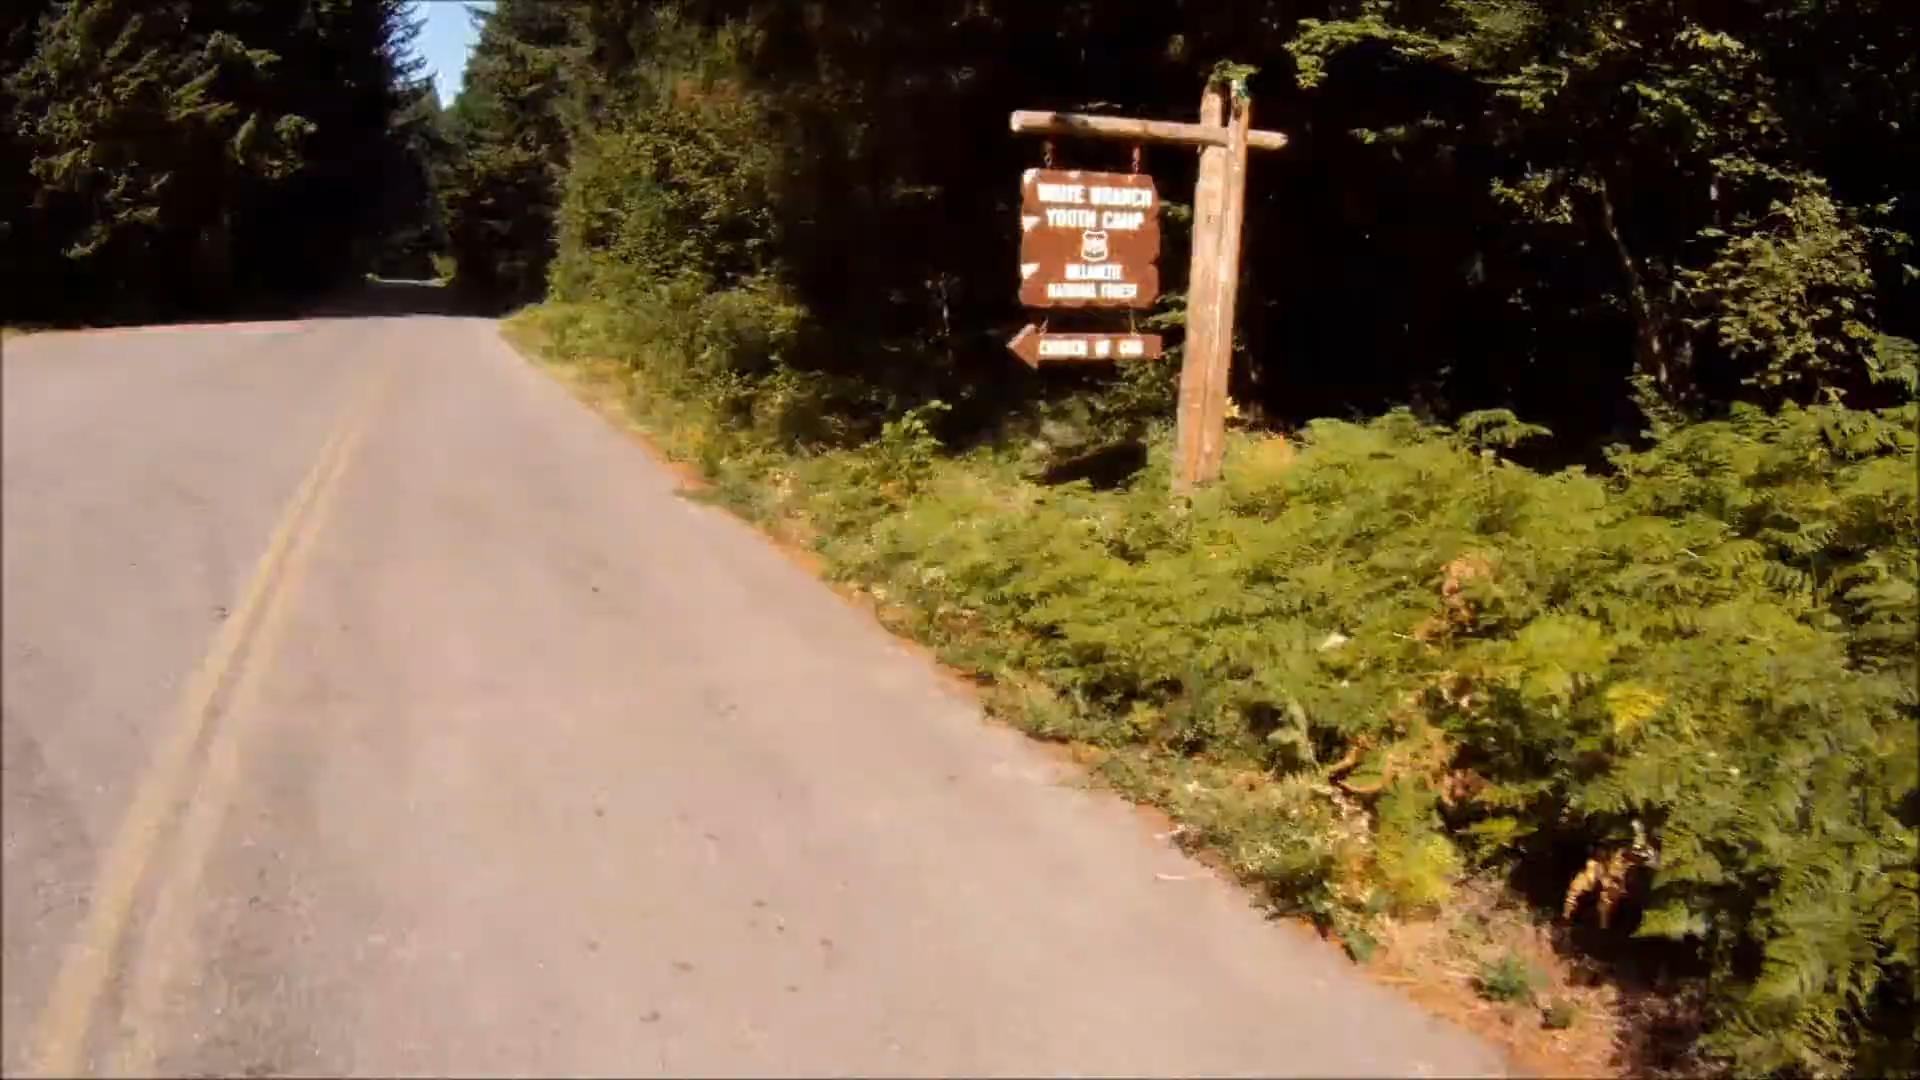 WHITE BRANCH
YOUTH CAMP
WILLAMETTE
NATIONAL FOREST
CHURCH OF GOD